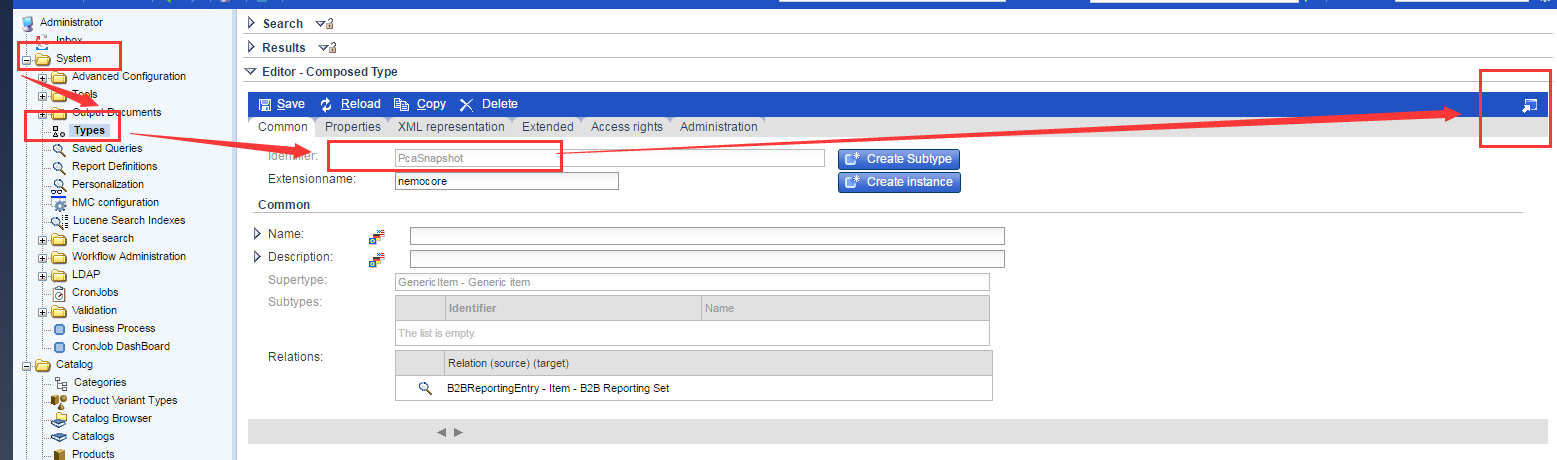 Administrator
Inbox
System
Advanced Configuration
Tools
Output Documents
Types
Saved Queries
Report Definitions
Personalization
hMC configuration
Lucene Search Indexes
Facet search
Workflow Administration
LDAP
CronJobs
Validation
Business Process
CronJob DashBoard
Catalog
Categories
Product Variant Types
Catalog Browser
Catalogs
Products
Search
Results
Editor - Composed Type
Save Reload Copy Delete
Common Properties XML representation Extended Access rights Administration
Identifier: PcaSnapshot Create Subtype
Extensionname: nemocore Create instance
Common
Name:
Description:
Supertype: GenericItem - Generic item
Subtypes: Identifier Name
The list is empty.
Relations: Relation (source) (target)
B2BReportingEntry - Item - B2B Reporting Set